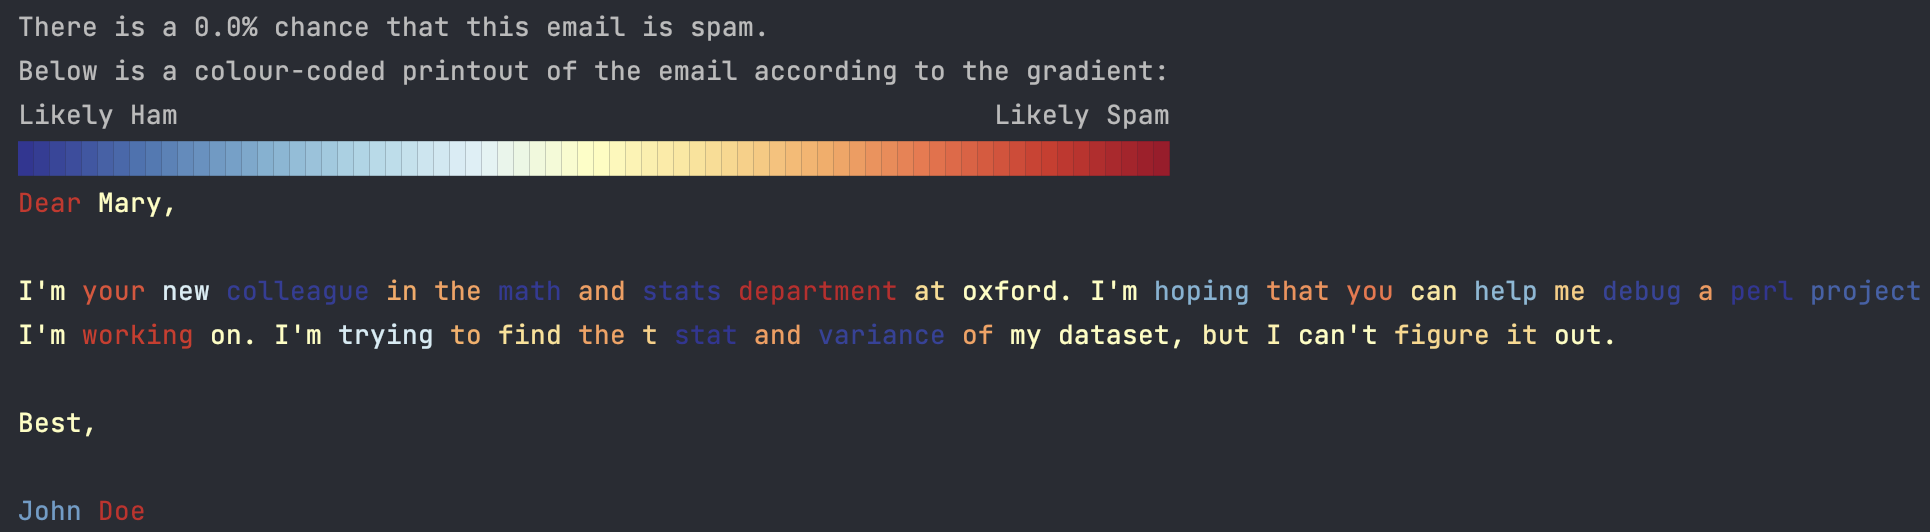 There is a 0.0% chance that this email is spam.
Below is a colour-coded printout of the email according to the gradient:
Likely Ham Likely Spam
Dear Mary,
I'm your new colleague in the math and stats department at oxford. I'm hoping that you can help me debug a perl project
I'm working on. I'm trying to find the t stat and variance of my dataset, but I can't figure it out.
Best,
John Doe